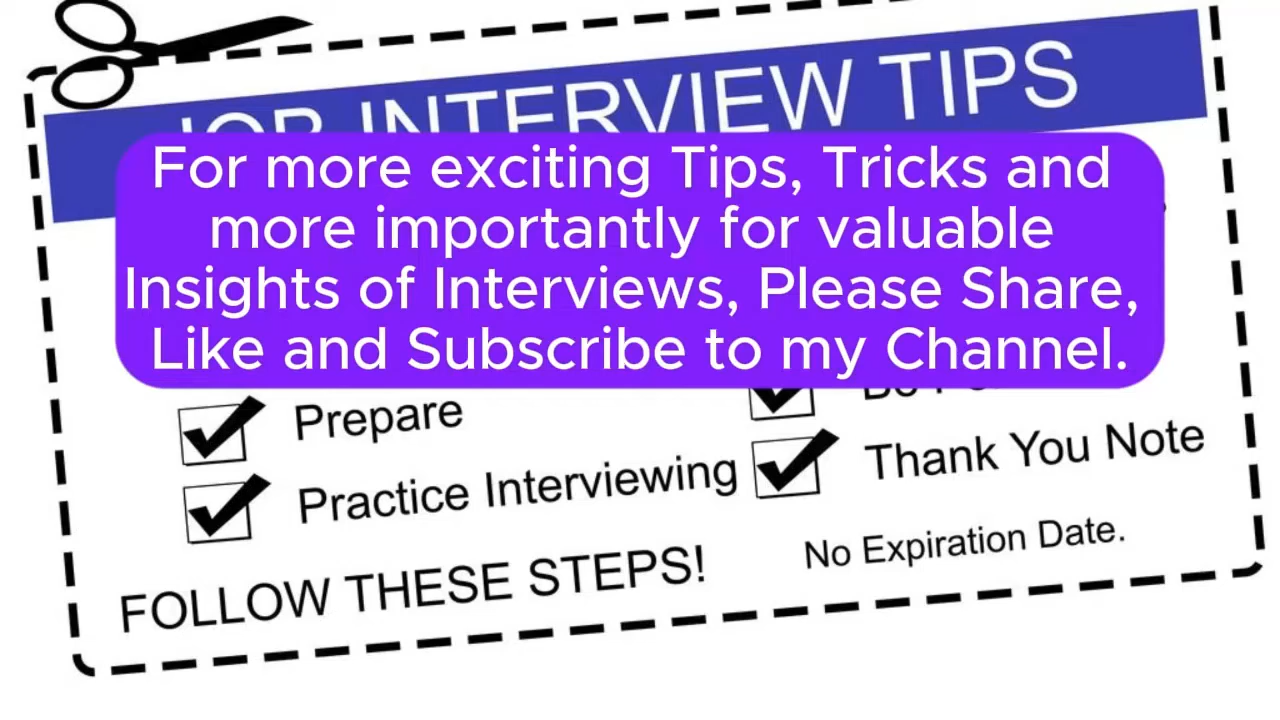 JOB INTERVIEW TIPS
For more exciting Tips, Tricks and
more importantly for valuable
Insights of Interviews, Please Share,
Like and Subscribe to my Channel.
Prepare
Practice Interviewing
Thank You Note
FOLLOW THESE STEPS!
No Expiration Date.